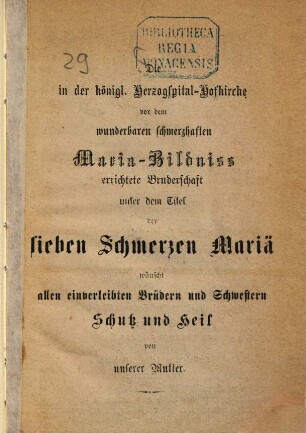 BIBLIOTHECA
REGIA
MONACENSIS
29
Die
in der königl. Herzogspital-Hofkirche
vor dem
wunderbaren schmerzhaften
Maria-Bildniss
errichtete Bruderschaft
unter dem Titel
der
sieben Schmerzen Mariä
wünscht
allen einverleibten Brüdern und Schwestern
Schutz und Heil
von
unserer Mutter.